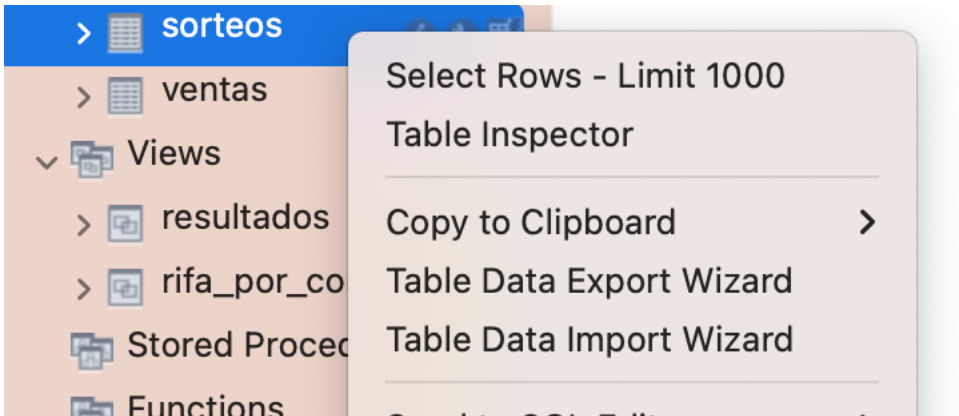 sorteos
ventas
Views
resultados
rifa_por_co
Stored Proced
Functions
Select Rows - Limit 1000
Table Inspector
Copy to Clipboard
Table Data Export Wizard
Table Data Import Wizard